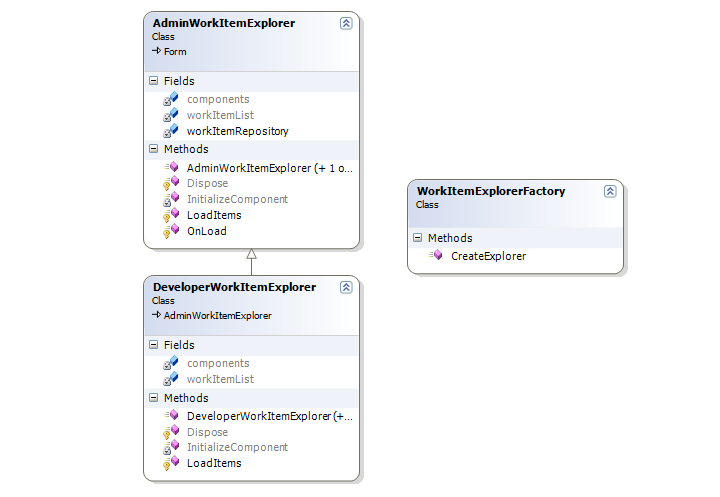 AdminWorkItemExplorer
Class
Form
Fields
components
workItemList
workItemRepository
Methods
AdminWorkItemExplorer (+ 1 o...
Dispose
InitializeComponent
LoadItems
OnLoad
WorkItemExplorerFactory
Class
Methods
CreateExplorer
DeveloperWorkItemExplorer
Class
AdminWorkItemExplorer
Fields
components
workItemList
Methods
DeveloperWorkItemExplorer (+...
Dispose
InitializeComponent
LoadItems